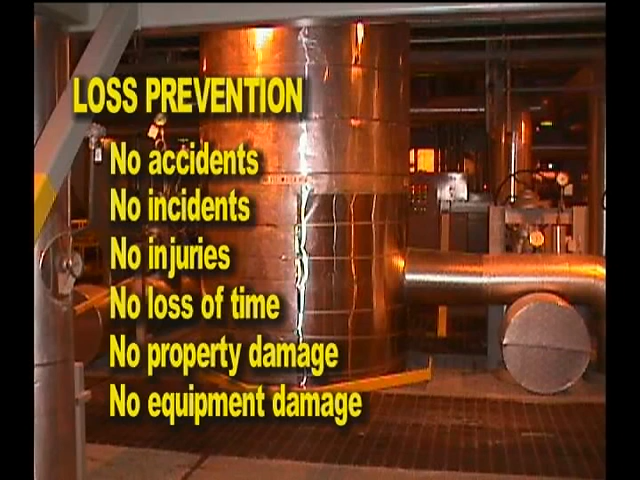 LOSS PREVENTION
No accidents
No incidents
No injuries
No loss of time
No property damage
No equipment damage